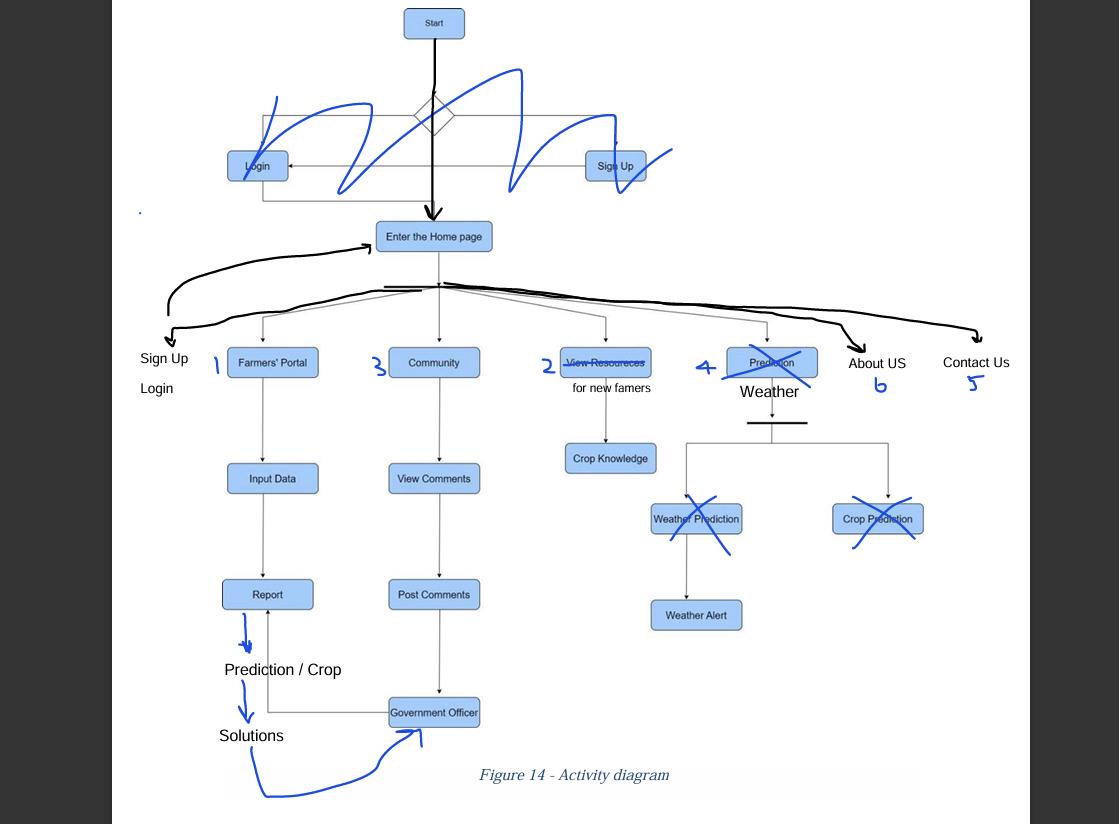 Start
Login
Sign Up
Enter the Home page
Sign Up
Login
1
Farmers' Portal
3
Community
2
View Resoureces
for new famers
4
Prediction
Weather
About US
6
Contact Us
5
Input Data
View Comments
Crop Knowledge
Weather Prediction
Crop Prediction
Report
Post Comments
Weather Alert
Prediction / Crop
Solutions
Government Officer
Figure 14 - Activity diagram